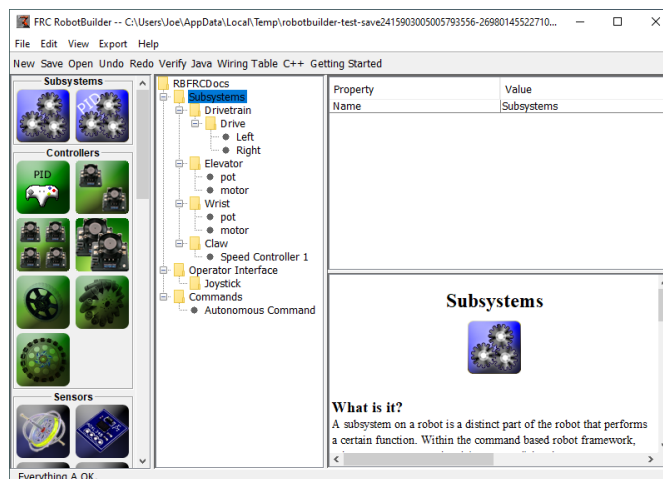 FRC RobotBuilder -- C:\Users\Joe\AppData\Local\Temp\robotbuilder-test-save2415903005005793556-26980145522710...
File Edit View Export Help
New Save Open Undo Redo Verify Java Wiring Table C++ Getting Started
Subsystems
PID
Controllers
PID
Sensors
RBFRCDocs
Subsystems
Drivetrain
Drive
Left
Right
Elevator
pot
motor
Wrist
pot
motor
Claw
Speed Controller 1
Operator Interface
Joystick
Commands
Autonomous Command
Property Value
Name Subsystems
Subsystems
What is it?
A subsystem on a robot is a distinct part of the robot that performs
a certain function. Within the command based robot framework,
Everything A OK.